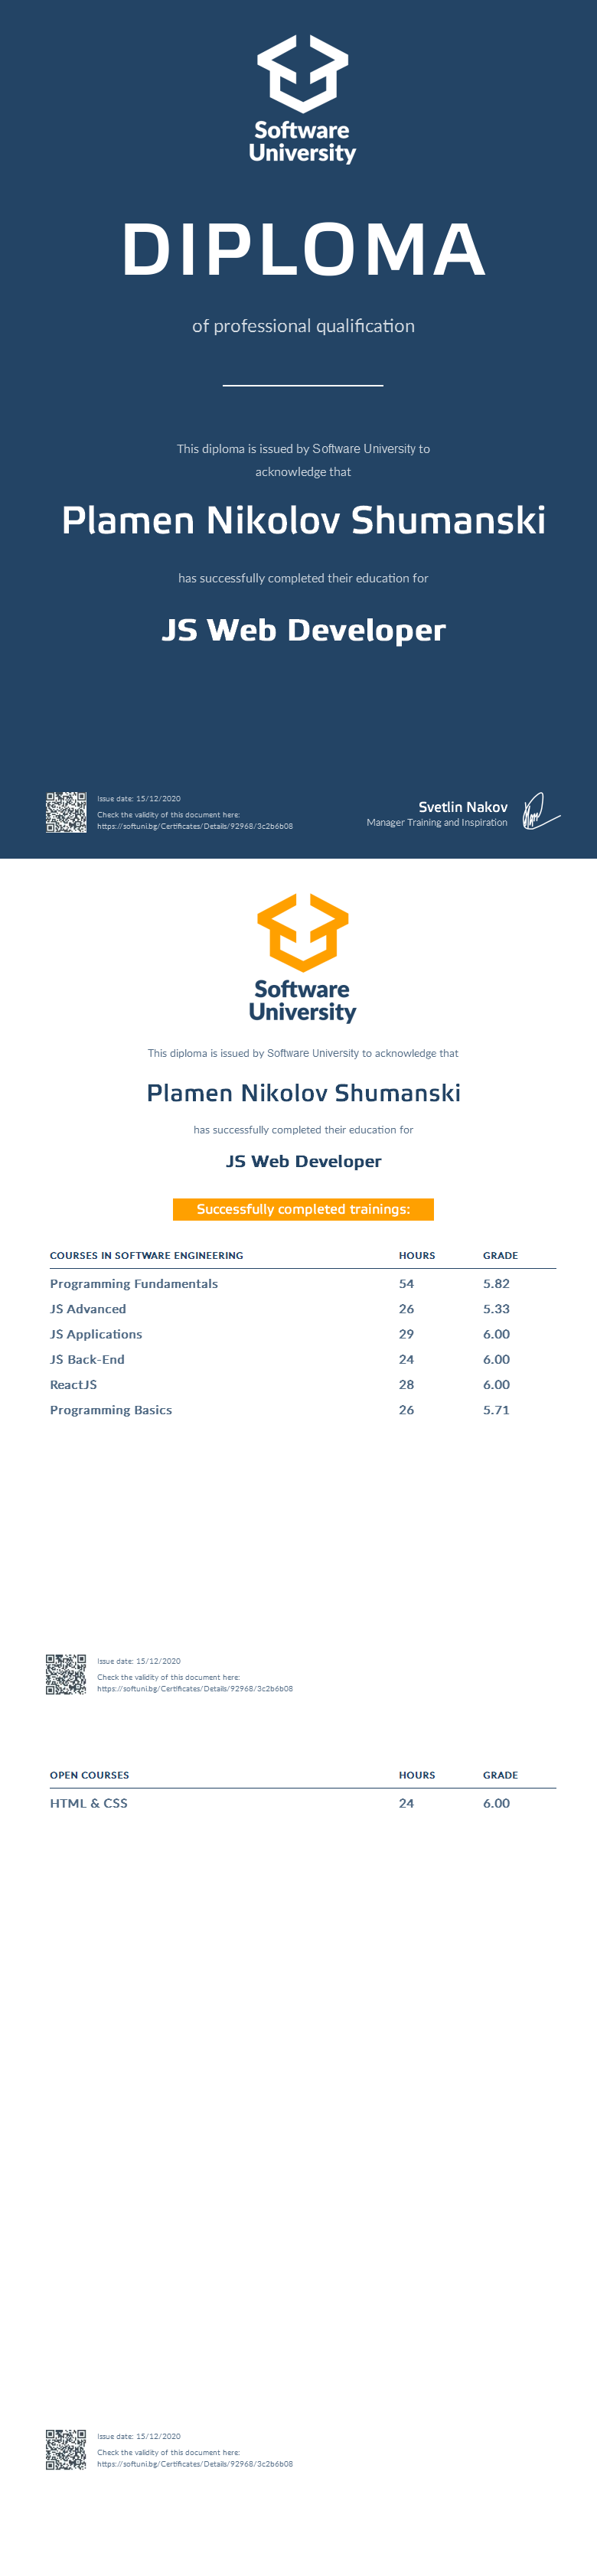 Software
University
DIPLOMA
of professional qualification
This diploma is issued by Software University to
acknowledge that
Plamen Nikolov Shumanski
has successfully completed their education for
JS Web Developer
Issue date: 15/12/2020
Check the validity of this document here:
https://softuni.bg/Certificates/Details/92968/3c2b6b08
Svetlin Nakov
Manager Training and Inspiration
Software
University
This diploma is issued by Software University to acknowledge that
Plamen Nikolov Shumanski
has successfully completed their education for
JS Web Developer
Successfully completed trainings:
COURSES IN SOFTWARE ENGINEERING HOURS GRADE
Programming Fundamentals 54 5.82
JS Advanced 26 5.33
JS Applications 29 6.00
JS Back-End 24 6.00
ReactJS 28 6.00
Programming Basics 26 5.71
Issue date: 15/12/2020
Check the validity of this document here:
https://softuni.bg/Certificates/Details/92968/3c2b6b08
OPEN COURSES HOURS GRADE
HTML & CSS 24 6.00
Issue date: 15/12/2020
Check the validity of this document here:
https://softuni.bg/Certificates/Details/92968/3c2b6b08